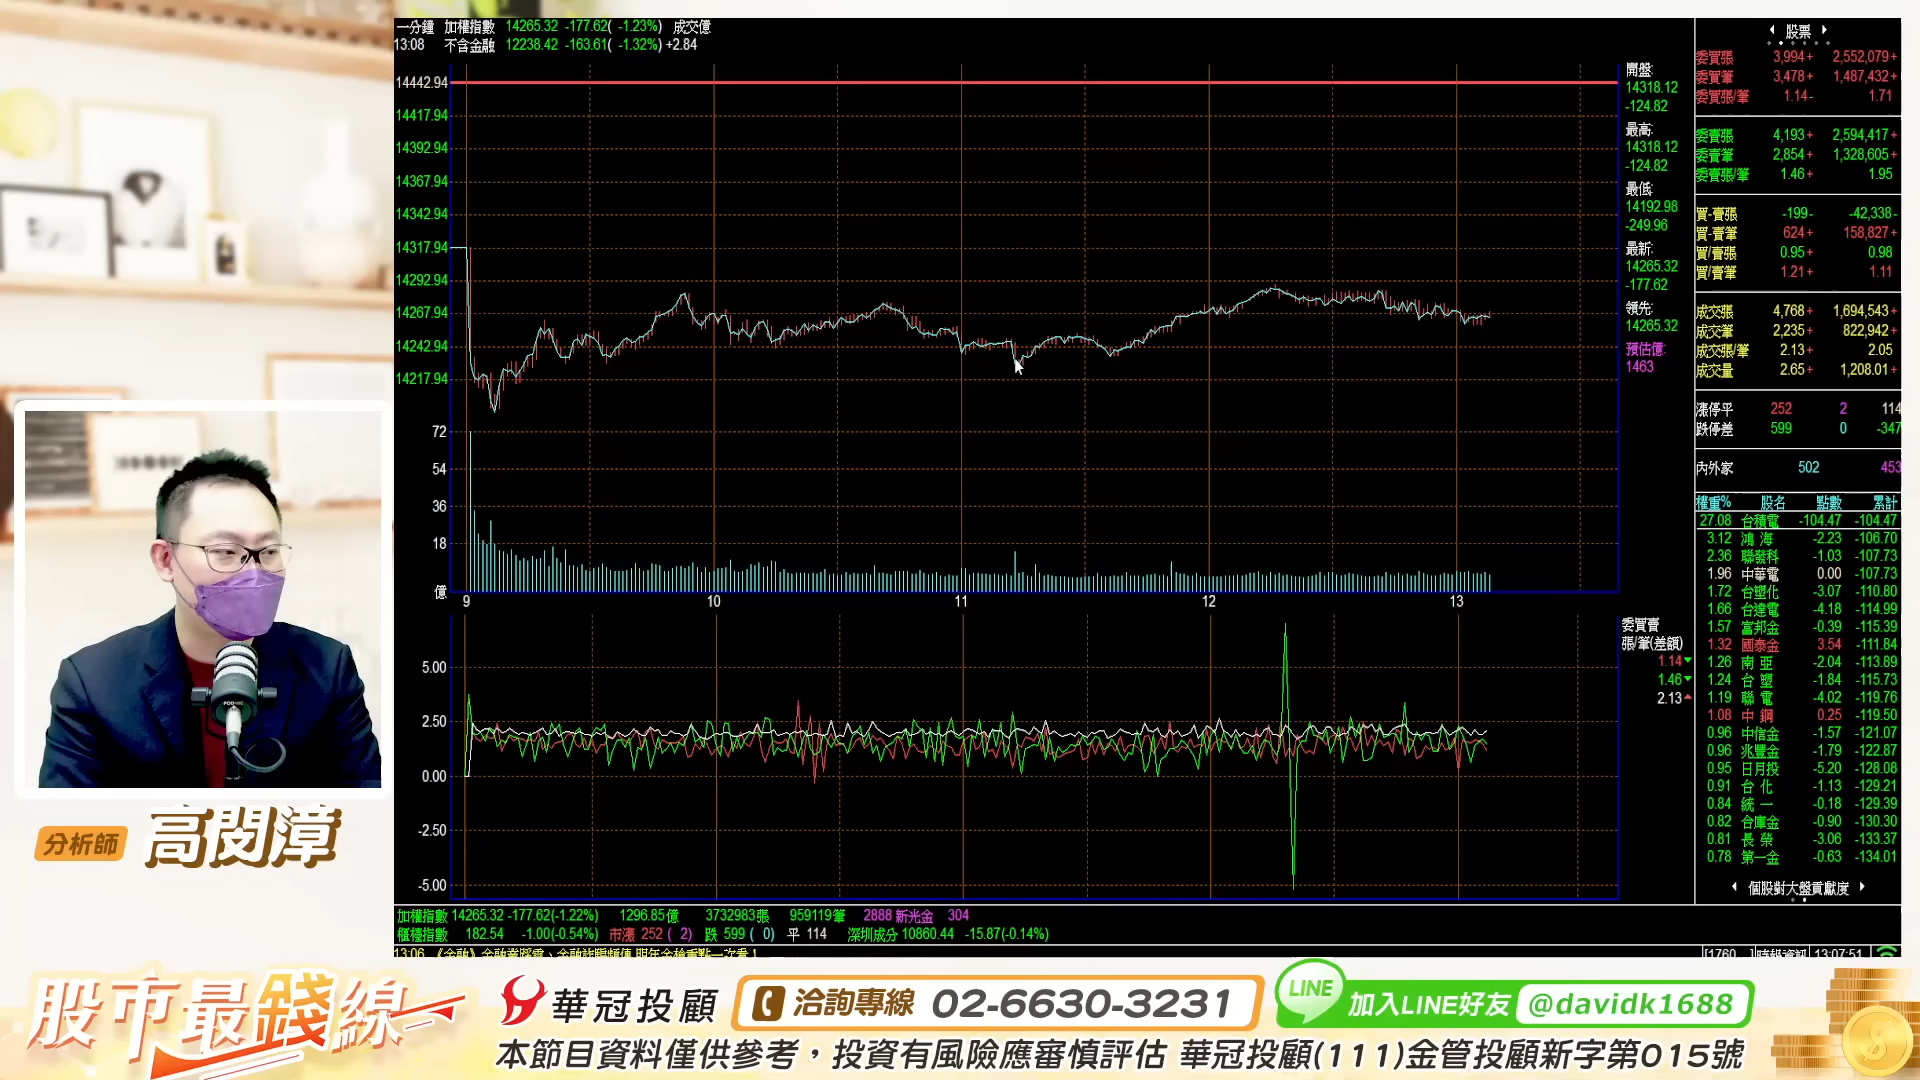 一分鐘 加權指數 14265.32 -177.62( -1.23%) 成交億
13:08 不含金融 12238.42 -163.61( -1.32%) +2.84
14442.94
14417.94
14392.94
14367.94
14342.94
14317.94
14292.94
14267.94
14242.94
14217.94
72
54
36
18
億
9 10 11 12 13
5.00
2.50
0.00
-2.50
-5.00
開盤:
14318.12
-124.82
最高:
14318.12
-124.82
最低:
14192.98
-249.96
最新:
14265.32
-177.62
領先:
14265.32
預估億:
1463
委買賣
張/筆(差額)
1.14
1.46
2.13
股票
委買張 3,994+ 2,552,079+
委買筆 3,478+ 1,487,432+
委買張/筆 1.14- 1.71
委賣張 4,193+ 2,594,417+
委賣筆 2,854+ 1,328,605+
委賣張/筆 1.46+ 1.95
買-賣張 -199- -42,338-
買-賣筆 624+ 158,827+
買/賣張 0.95+ 0.98
買/賣筆 1.21+ 1.11
成交張 4,768+ 1,694,543+
成交筆 2,235+ 822,942+
成交張/筆 2.13+ 2.05
成交量 2.65+ 1,208.01+
漲停平 252 2 114
跌停差 599 0 -347
內外家 502 453
權重% 股名 點數 累計
27.08 台積電 -104.47 -104.47
3.12 鴻 海 -2.23 -106.70
2.36 聯發科 -1.03 -107.73
1.96 中華電 0.00 -107.73
1.72 台塑化 -3.07 -110.80
1.66 台達電 -4.18 -114.99
1.57 富邦金 -0.39 -115.39
1.32 國泰金 3.54 -111.84
1.26 南 亞 -2.04 -113.89
1.24 台 塑 -1.84 -115.73
1.19 聯 電 -4.02 -119.76
1.08 中 鋼 0.25 -119.50
0.96 中信金 -1.57 -121.07
0.96 兆豐金 -1.79 -122.87
0.95 日月投 -5.20 -128.08
0.91 台 化 -1.13 -129.21
0.84 統 一 -0.18 -129.39
0.82 合庫金 -0.90 -130.30
0.81 長 榮 -3.06 -133.37
0.78 第一金 -0.63 -134.01
個股對大盤貢獻度
加權指數 14265.32 -177.62(-1.22%) 1296.85億 3732983張 959119筆 2888 新光金 304
櫃檯指數 182.54 -1.00(-0.54%) 市漲 252 ( 2) 跌 599 ( 0) 平 114 深圳成分 10860.44 -15.87(-0.14%)
13:06 13:07:51
分析師 高閔漳
股市最錢線
華冠投顧
洽詢專線 02-6630-3231
LINE
加入LINE好友 @davidk1688
本節目資料僅供參考，投資有風險應審慎評估 華冠投顧(111)金管投顧新字第015號